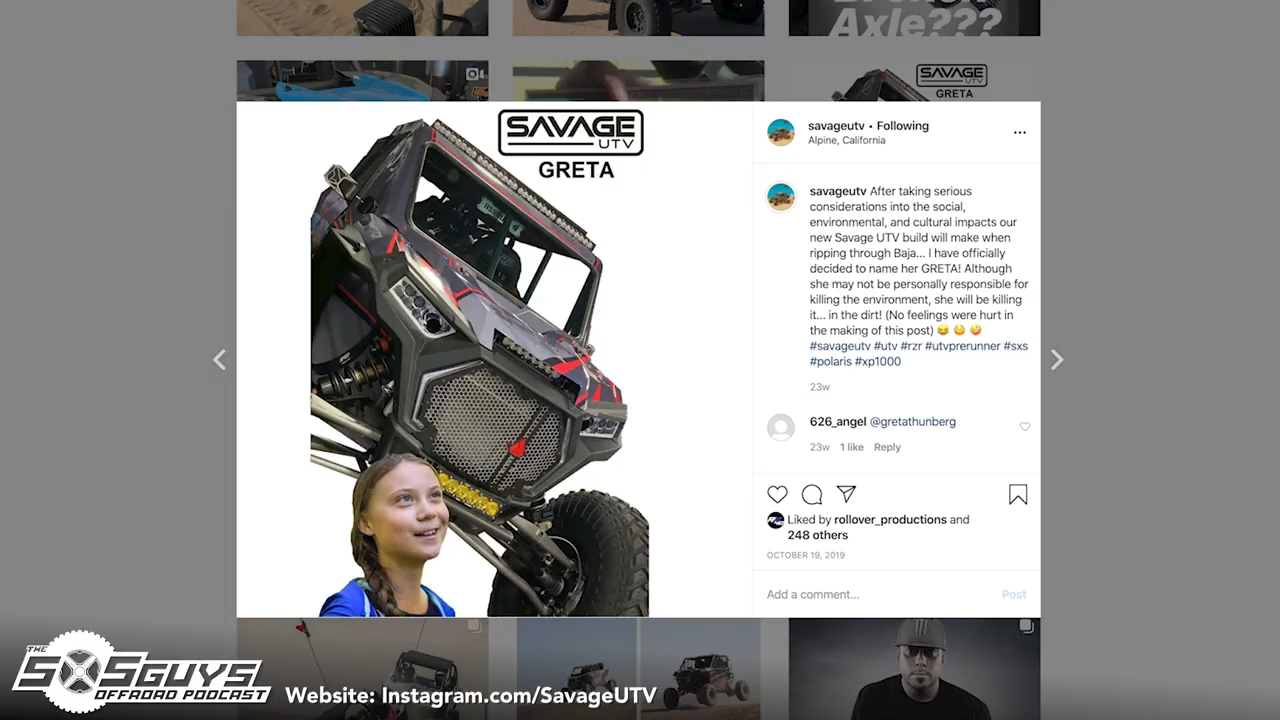 Broken
Axle???
SAVAGE
UTV
GRETA
SAVAGE
UTV
GRETA
savageutv • Following
Alpine, California
...
savageutv After taking serious
considerations into the social,
environmental, and cultural impacts our
new Savage UTV build will make when
ripping through Baja... I have officially
decided to name her GRETA! Although
she may not be personally responsible for
killing the environment, she will be killing
it... in the dirt! (No feelings were hurt in
the making of this post) 😂 😳 🤪
#savageutv #utv #rzr #utvprerunner #sxs
#polaris #xp1000
23w
626_angel @gretathunberg
23w 1 like Reply
Liked by rollover_productions and
248 others
OCTOBER 19, 2019
Add a comment... Post
THE
SXSGUYS
OFFROAD PODCAST
Website: Instagram.com/SavageUTV